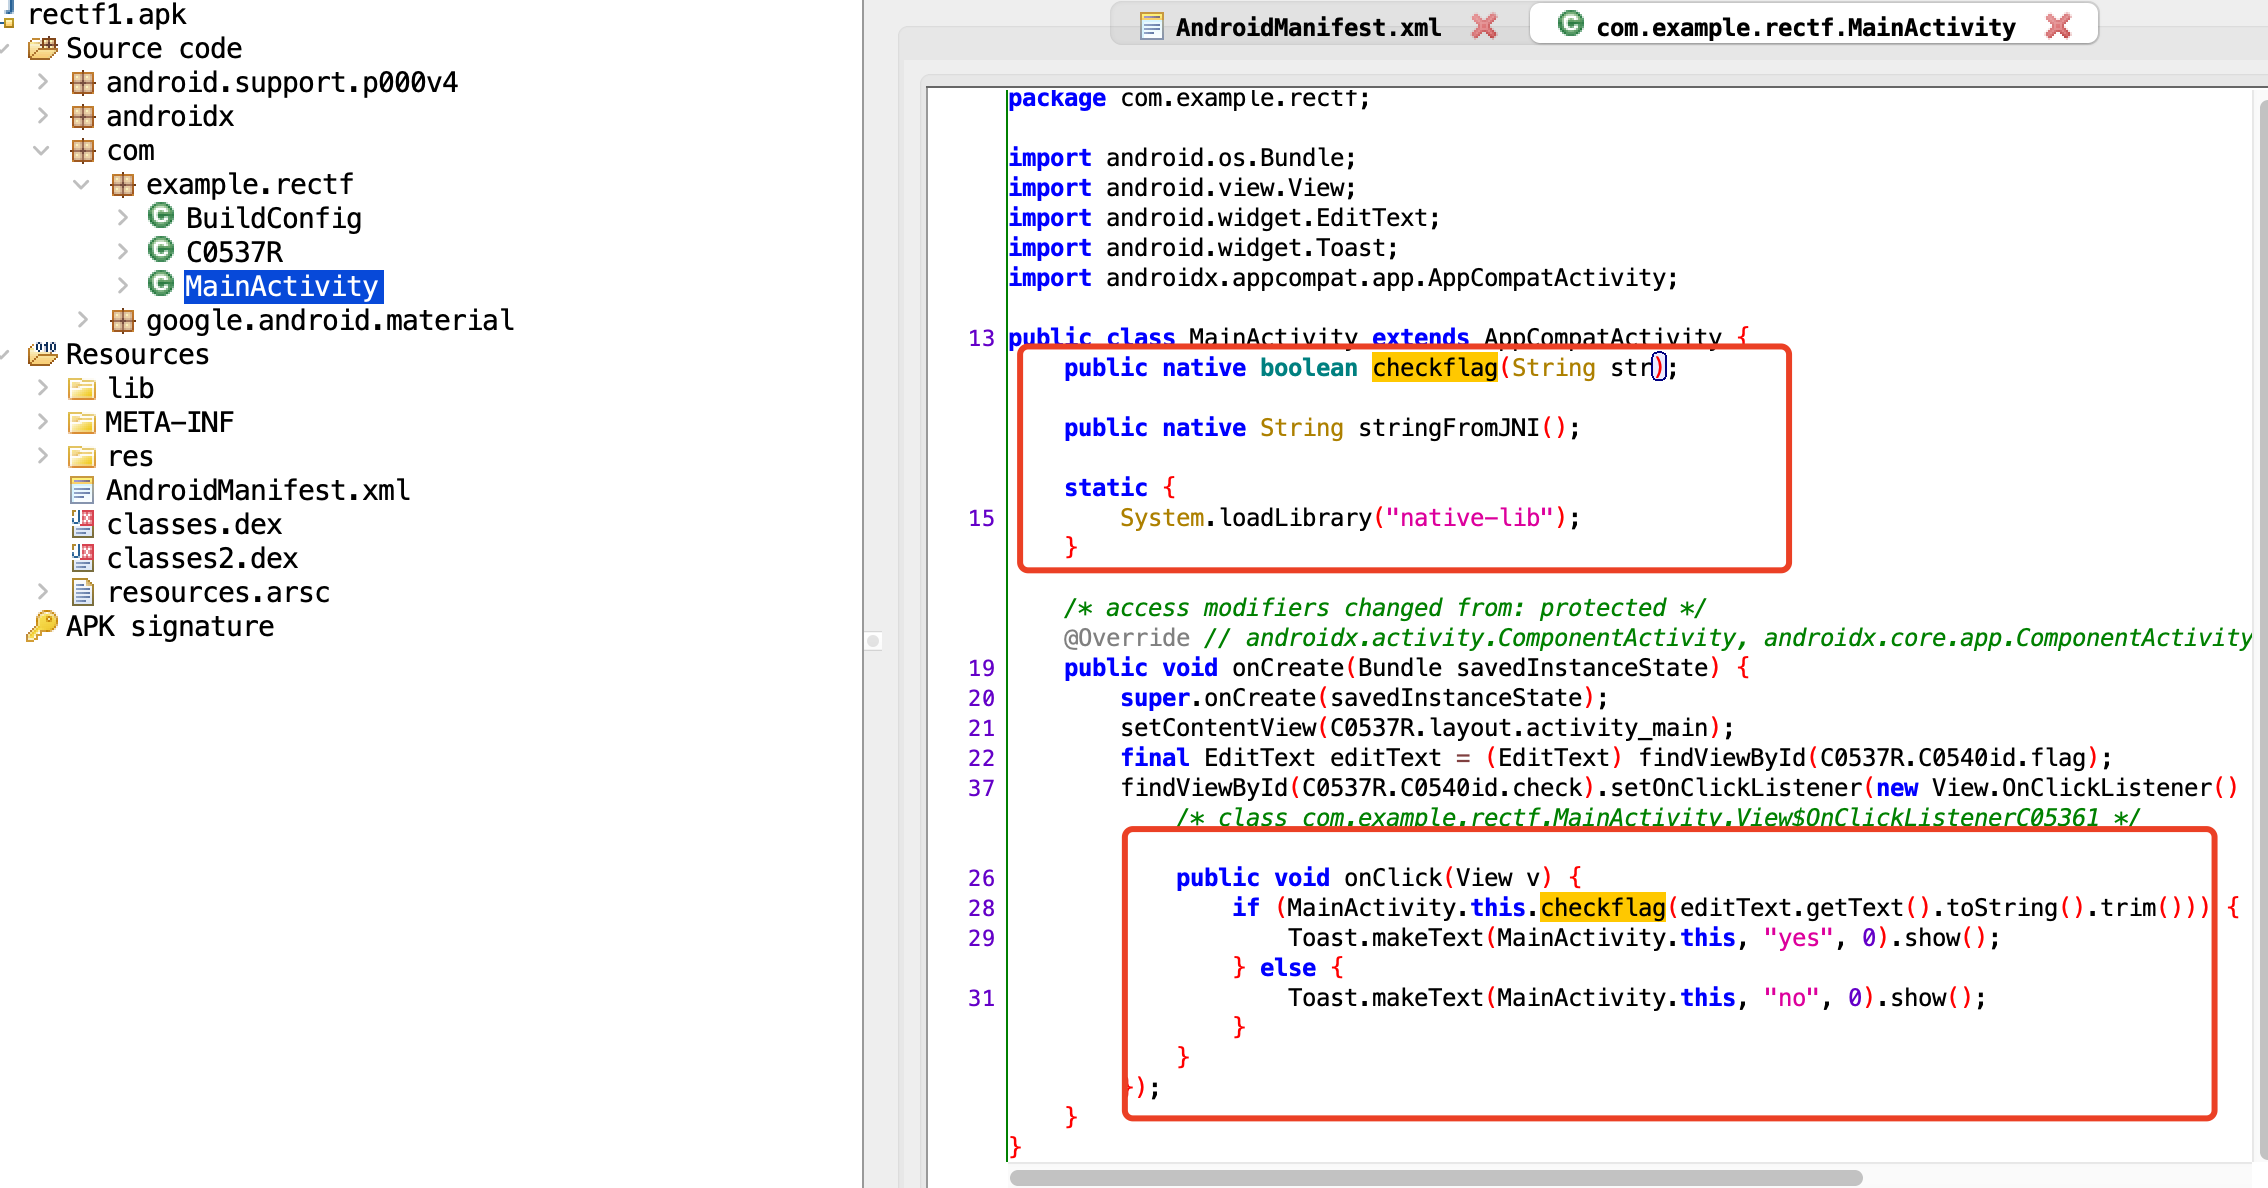 rectf1.apk
Source code
android.support.p000v4
androidx
com
example.rectf
BuildConfig
C0537R
MainActivity
google.android.material
Resources
lib
META-INF
res
AndroidManifest.xml
classes.dex
classes2.dex
resources.arsc
APK signature
AndroidManifest.xml
com.example.rectf.MainActivity
package com.example.rectf;
import android.os.Bundle;
import android.view.View;
import android.widget.EditText;
import android.widget.Toast;
import androidx.appcompat.app.AppCompatActivity;
13 public class MainActivity extends AppCompatActivity {
public native boolean checkflag(String str);
public native String stringFromJNI();
static {
15 System.loadLibrary("native-lib");
}
/* access modifiers changed from: protected */
@Override // androidx.activity.ComponentActivity, androidx.core.app.ComponentActivity
19 public void onCreate(Bundle savedInstanceState) {
20 super.onCreate(savedInstanceState);
21 setContentView(C0537R.layout.activity_main);
22 final EditText editText = (EditText) findViewById(C0537R.C0540id.flag);
37 findViewById(C0537R.C0540id.check).setOnClickListener(new View.OnClickListener()
/* class com.example.rectf.MainActivity.View$OnClickListenerC05361 */
26 public void onClick(View v) {
28 if (MainActivity.this.checkflag(editText.getText().toString().trim())) {
29 Toast.makeText(MainActivity.this, "yes", 0).show();
} else {
31 Toast.makeText(MainActivity.this, "no", 0).show();
}
}
});
}
}